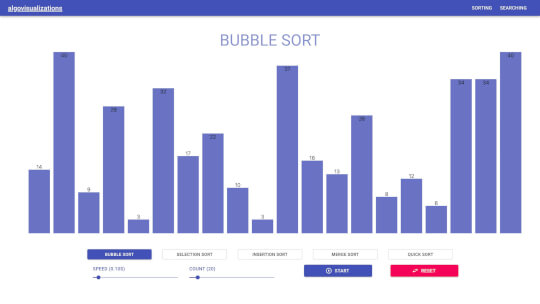 algovisualizations
SORTING SEARCHING
BUBBLE SORT
14 40 9 28 3 32 17 22 10 3 37 16 13 26 8 12 6 34 34 40
BUBBLE SORT SELECTION SORT INSERTION SORT MERGE SORT QUICK SORT
SPEED (0.10S) COUNT (20) START RESET